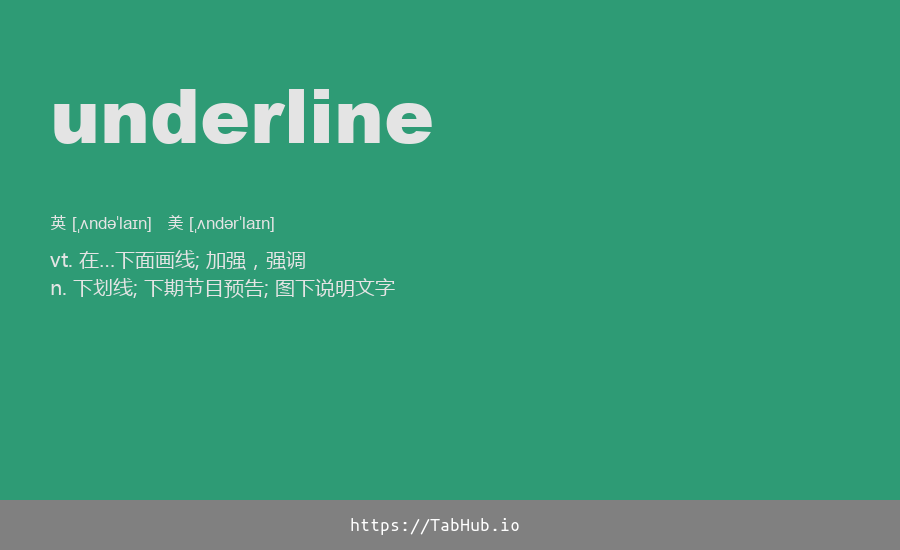 underline
英 [ˌʌndəˈlaɪn] 美 [ˌʌndərˈlaɪn]
vt. 在...下面画线; 加强，强调
n. 下划线; 下期节目预告; 图下说明文字
https://TabHub.io